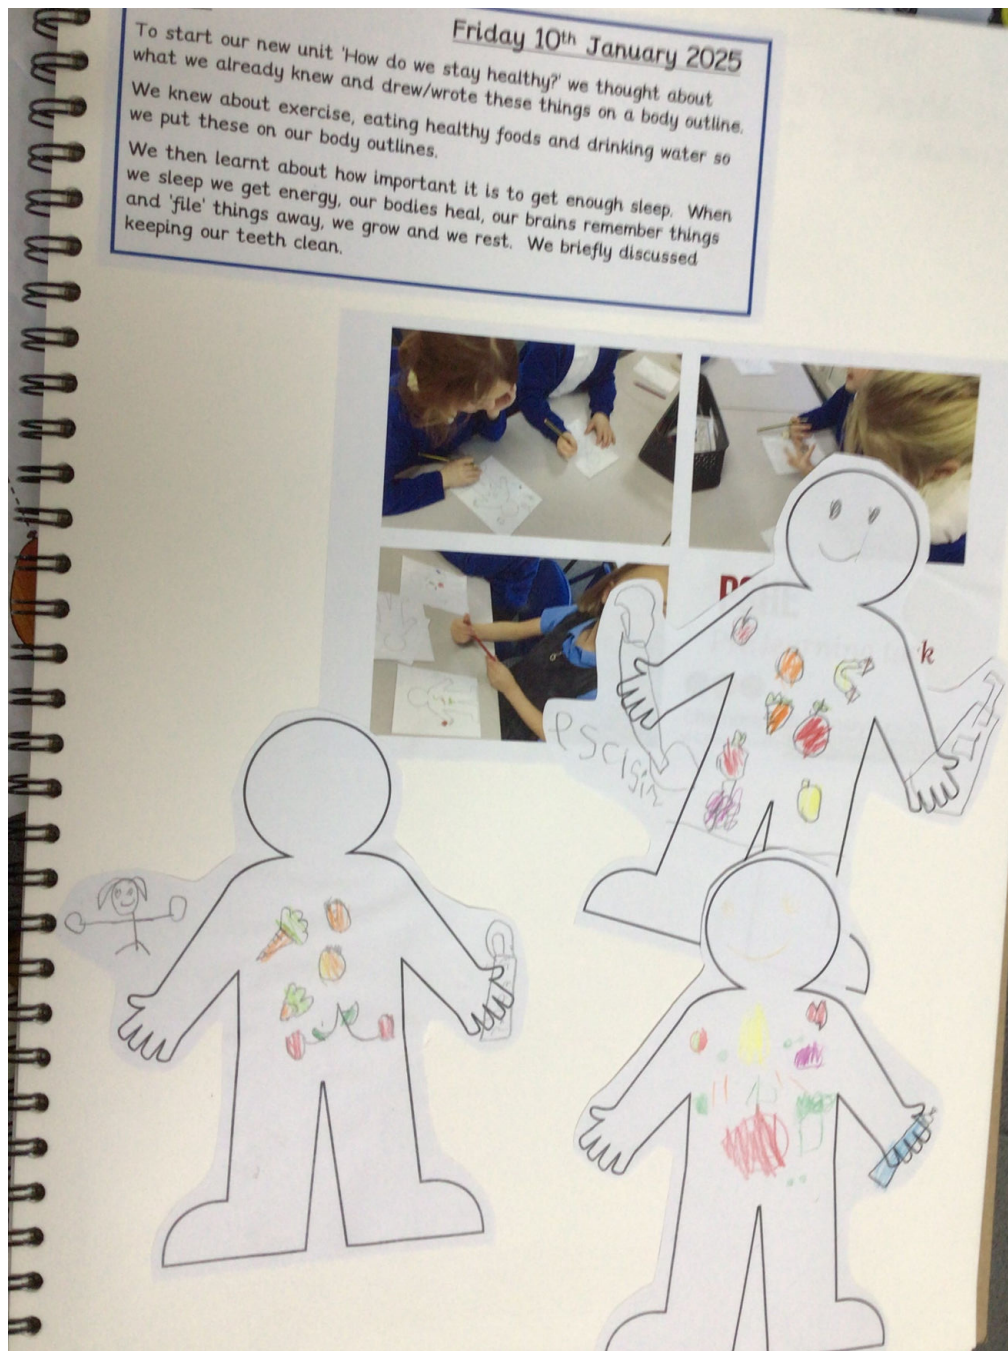 Friday 10th January 2025
To start our new unit 'How do we stay healthy?' we thought about
what we already knew and drew/wrote these things on a body outline.
We knew about exercise, eating healthy foods and drinking water so
we put these on our body outlines.
We then learnt about how important it is to get enough sleep. When
we sleep we get energy, our bodies heal, our brains remember things
and 'file' things away, we grow and we rest. We briefly discussed
keeping our teeth clean.
k